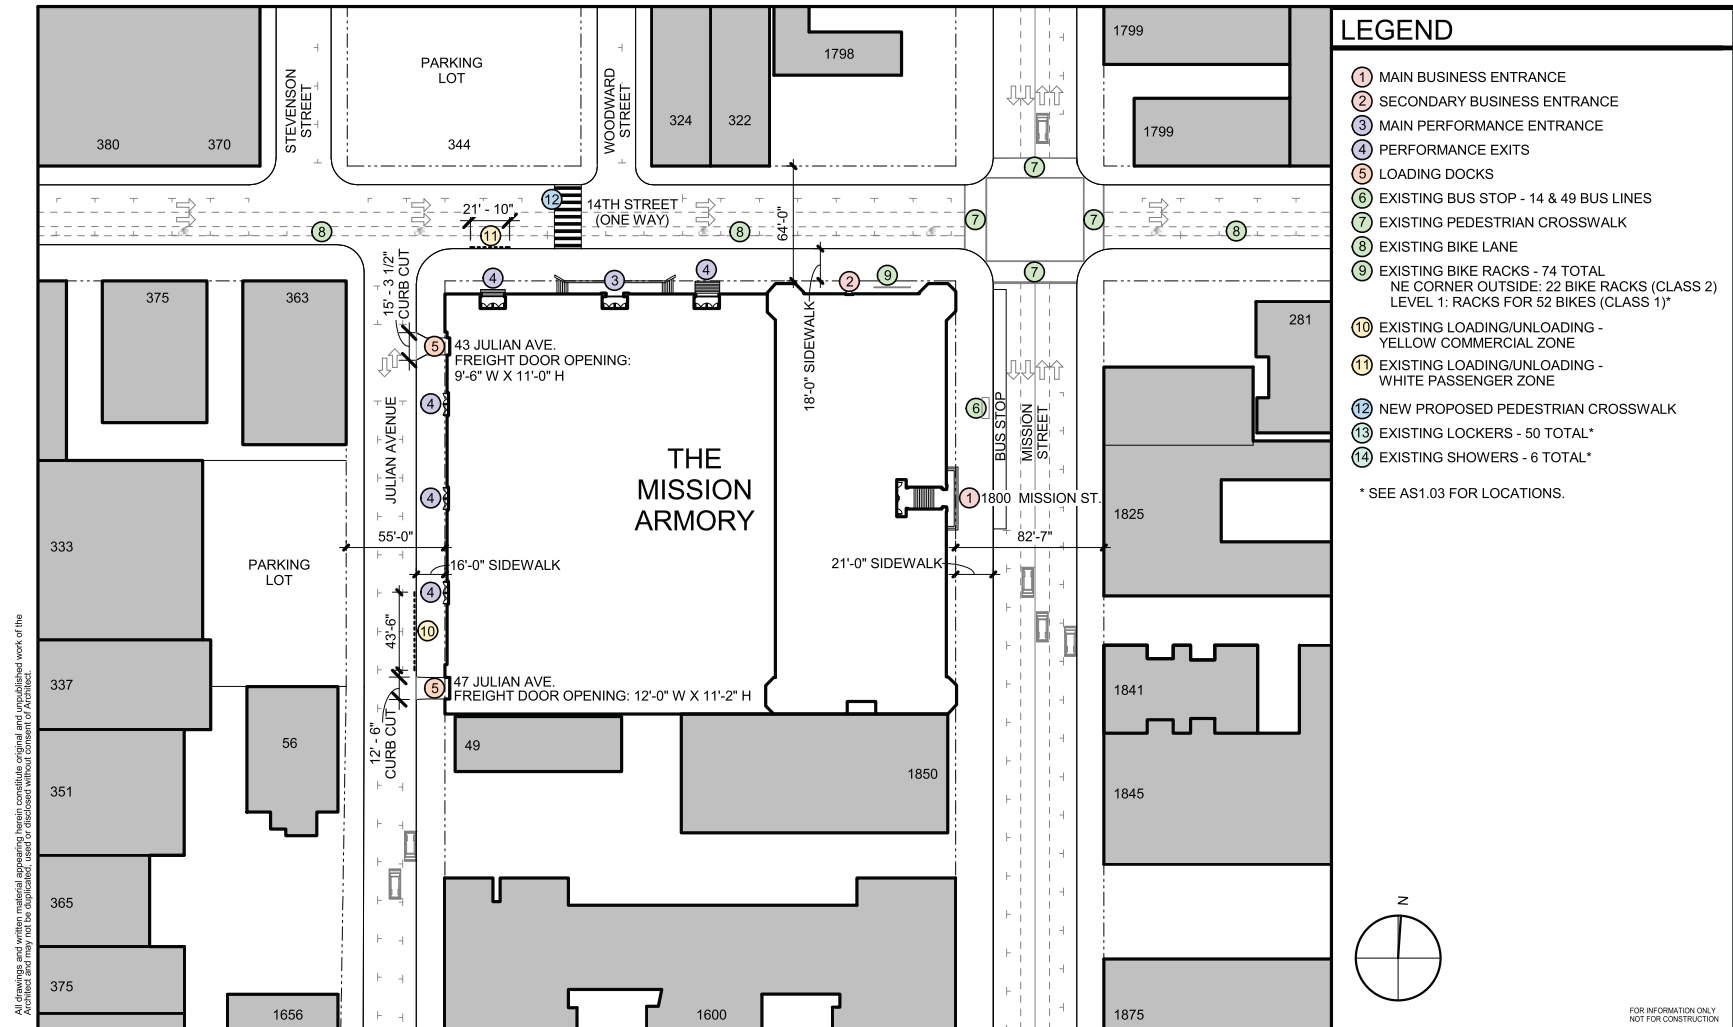 380
370
STEVENSON
STREET
PARKING
LOT
344
WOODWARD
STREET
324
322
1798
1799
1799
12
21' - 10"
14TH STREET
(ONE WAY)
64'-0"
7
7
7
7
8
8
8
11
15' - 3 1/2"
CURB CUT
4
3
4
2
9
375
363
281
5
43 JULIAN AVE.
FREIGHT DOOR OPENING:
9'-6" W X 11'-0" H
18'-0" SIDEWALK
4
JULIAN AVENUE
6
BUS STOP
MISSION
STREET
THE
MISSION
ARMORY
4
1
1800 MISSION ST.
1825
333
PARKING
LOT
55'-0"
82'-7"
16'-0" SIDEWALK
21'-0" SIDEWALK
4
43'-6"
10
337
5
47 JULIAN AVE.
FREIGHT DOOR OPENING: 12'-0" W X 11'-2" H
12' - 6"
CURB CUT
1841
56
49
1850
351
1845
365
375
1656
1600
1875
All drawings and written material appearing herein constitute original and unpublished work of the
Architect and may not be duplicated, used or disclosed without consent of Architect.
LEGEND
1 MAIN BUSINESS ENTRANCE
2 SECONDARY BUSINESS ENTRANCE
3 MAIN PERFORMANCE ENTRANCE
4 PERFORMANCE EXITS
5 LOADING DOCKS
6 EXISTING BUS STOP - 14 & 49 BUS LINES
7 EXISTING PEDESTRIAN CROSSWALK
8 EXISTING BIKE LANE
9 EXISTING BIKE RACKS - 74 TOTAL
NE CORNER OUTSIDE: 22 BIKE RACKS (CLASS 2)
LEVEL 1: RACKS FOR 52 BIKES (CLASS 1)*
10 EXISTING LOADING/UNLOADING -
YELLOW COMMERCIAL ZONE
11 EXISTING LOADING/UNLOADING -
WHITE PASSENGER ZONE
12 NEW PROPOSED PEDESTRIAN CROSSWALK
13 EXISTING LOCKERS - 50 TOTAL*
14 EXISTING SHOWERS - 6 TOTAL*
* SEE AS1.03 FOR LOCATIONS.
N
FOR INFORMATION ONLY
NOT FOR CONSTRUCTION